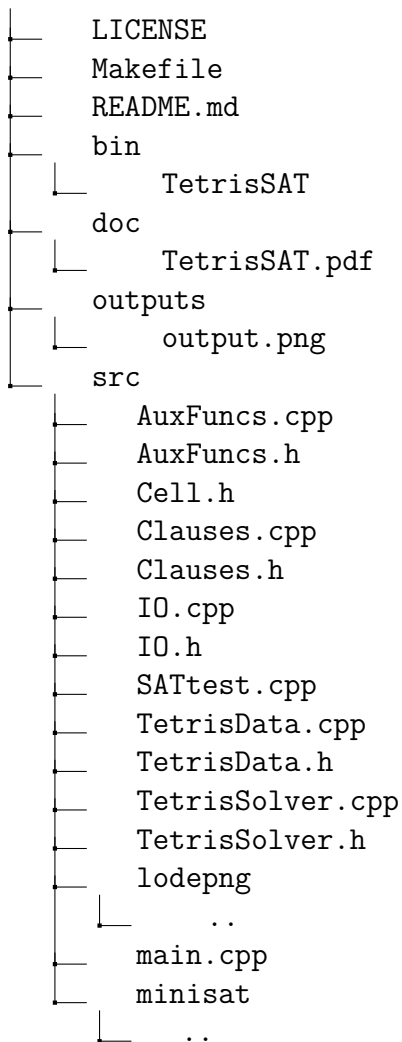 LICENSE
Makefile
README.md
bin
TetrisSAT
doc
TetrisSAT.pdf
outputs
output.png
src
AuxFuncs.cpp
AuxFuncs.h
Cell.h
Clauses.cpp
Clauses.h
IO.cpp
IO.h
SATtest.cpp
TetrisData.cpp
TetrisData.h
TetrisSolver.cpp
TetrisSolver.h
lodepng
..
main.cpp
minisat
..